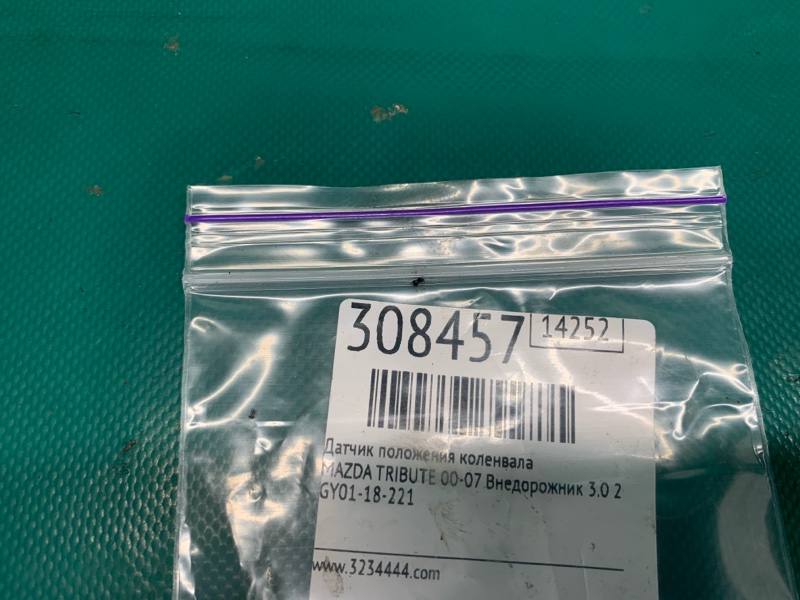 308457 14252
Датчик положения коленвала
MAZDA TRIBUTE 00-07 Внедорожник 3.0 2
GY01-18-221
www.3234444.com